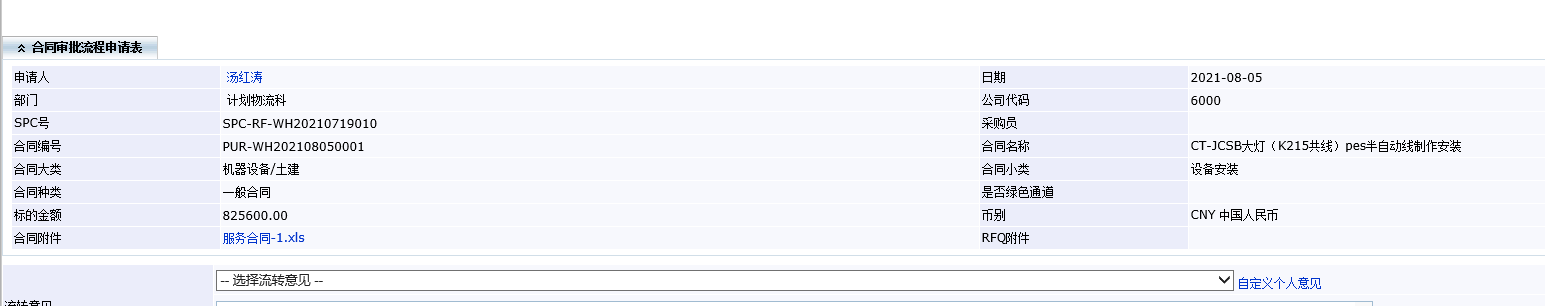 合同审批流程申请表
申请人 汤红涛 日期 2021-08-05
部门 计划物流科 公司代码 6000
SPC号 SPC-RF-WH20210719010 采购员
合同编号 PUR-WH202108050001 合同名称 CT-JCSB大灯（K215共线）pes半自动线制作安装
合同大类 机器设备/土建 合同小类 设备安装
合同种类 一般合同 是否绿色通道
标的金额 825600.00 币别 CNY 中国人民币
合同附件 服务合同-1.xls RFQ附件
-- 选择流转意见 -- 自定义个人意见
流转意见